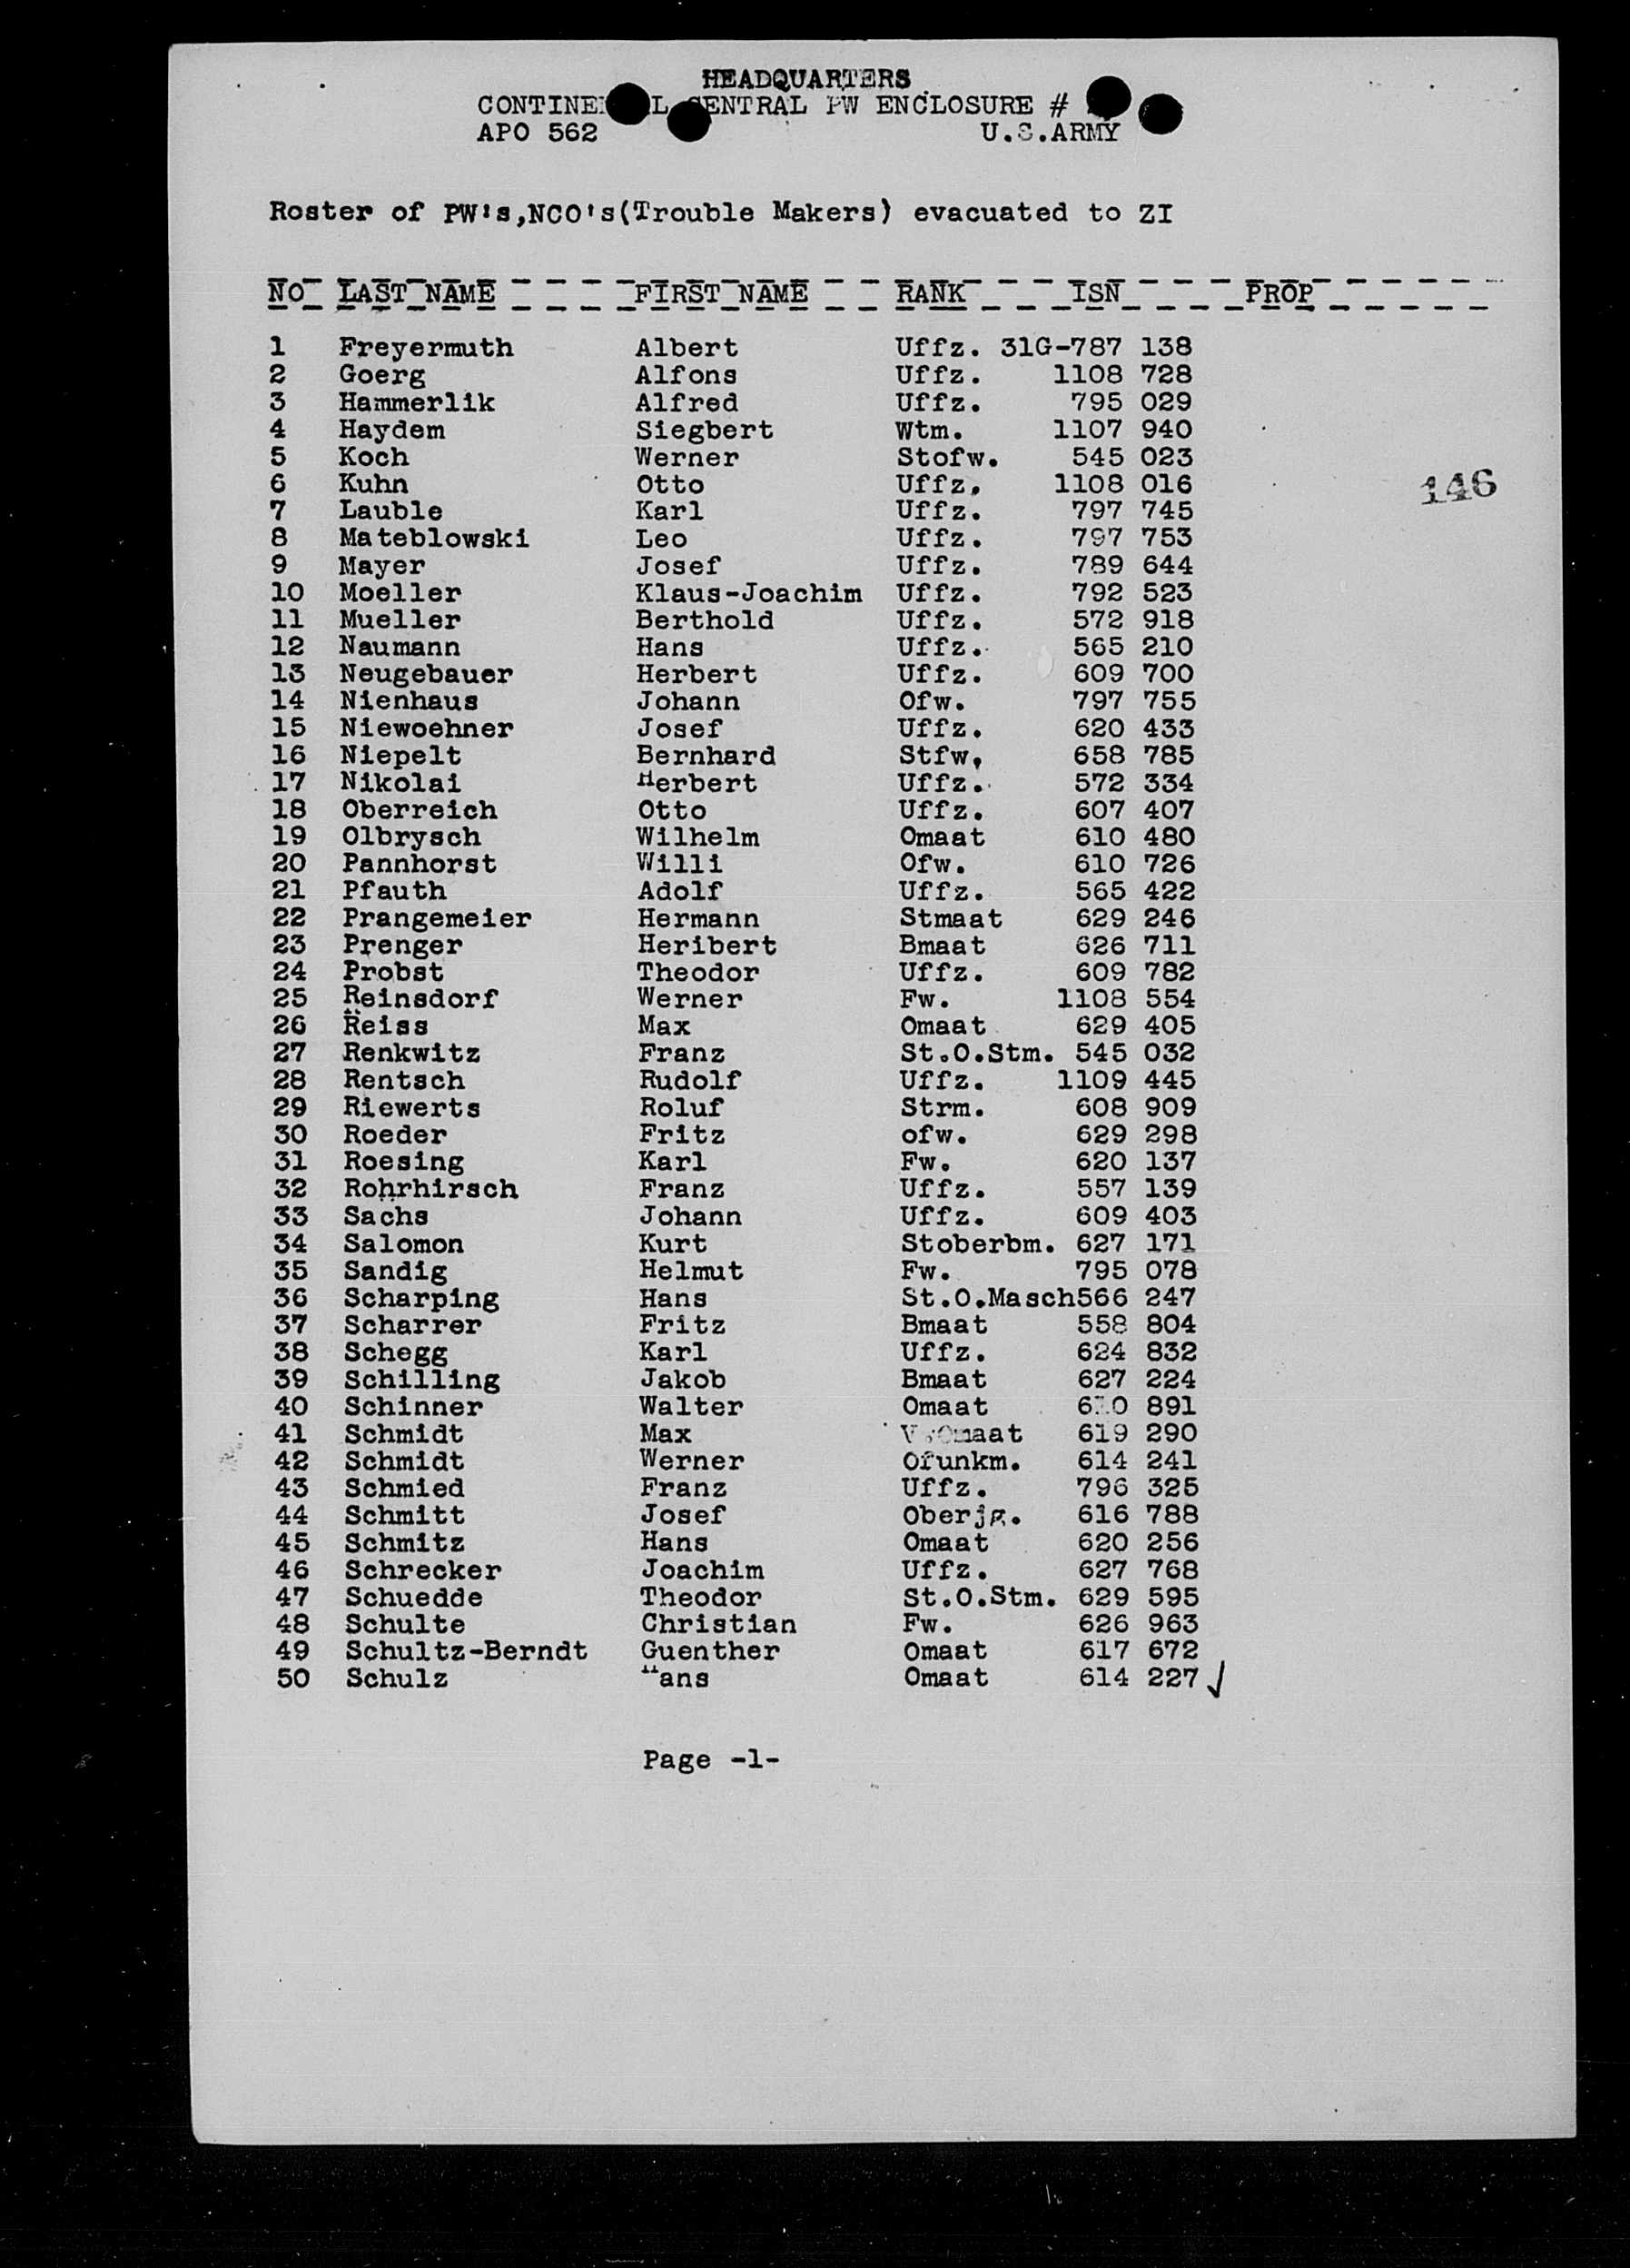 HEADQUARTERS
CENTRAL PW ENCLOSURE #
APO 562 U.S.ARMY
Roster of PW's,NCO's(Trouble Makers) evacuated to ZI
NO LAST NAME FIRST NAME RANK ISN PROP
1 Freyermuth Albert Uffz. 31G-787 138
2 Goerg Alfons Uffz. 1108 728
3 Hammerlik Alfred Uffz. 795 029
4 Haydem Siegbert Wtm. 1107 940
5 Koch Werner Stofw. 545 023
6 Kuhn Otto Uffz. 1108 016
146
7 Lauble Karl Uffz. 797 745
8 Mateblowski Leo Uffz. 797 753
9 Mayer Josef Uffz. 789 644
10 Moeller Klaus-Joachim Uffz. 792 523
11 Mueller Berthold Uffz. 572 918
12 Naumann Hans Uffz. 565 210
13 Neugebauer Herbert Uffz. 609 700
14 Nienhaus Johann Ofw. 797 755
15 Niewoehner Josef Uffz. 620 433
16 Niepelt Bernhard Stfw, 658 785
17 Nikolai Herbert Uffz. 572 334
18 Oberreich Otto Uffz. 607 407
19 Olbrysch Wilhelm Omaat 610 480
20 Pannhorst Willi Ofw. 610 726
21 Pfauth Adolf Uffz. 565 422
22 Prangemeier Hermann Stmaat 629 246
23 Prenger Heribert Bmaat 626 711
24 Probst Theodor Uffz. 609 782
25 Reinsdorf Werner Fw. 1108 554
26 Reiss Max Omaat 629 405
27 Renkwitz Franz St.O.Stm. 545 032
28 Rentsch Rudolf Uffz. 1109 445
29 Riewerts Roluf Strm. 608 909
30 Roeder Fritz ofw. 629 298
31 Roesing Karl Fw. 620 137
32 Rohrhirsch Franz Uffz. 557 139
33 Sachs Johann Uffz. 609 403
34 Salomon Kurt Stoberbm. 627 171
35 Sandig Helmut Fw. 795 078
36 Scharping Hans St.O.Masch566 247
37 Scharrer Fritz Bmaat 558 804
38 Schegg Karl Uffz. 624 832
39 Schilling Jakob Bmaat 627 224
40 Schinner Walter Omaat 891
41 Schmidt Max 619 290
42 Schmidt Werner Ofunkm. 614 241
43 Schmied Franz Uffz. 796 325
44 Schmitt Josef Oberjg. 616 788
45 Schmitz Hans Omaat 620 256
46 Schrecker Joachim Uffz. 627 768
47 Schuedde Theodor St.O.Stm. 629 595
48 Schulte Christian Fw. 626 963
49 Schultz-Berndt Guenther Omaat 617 672
50 Schulz Hans Omaat 614 227 ✓
Page -1-